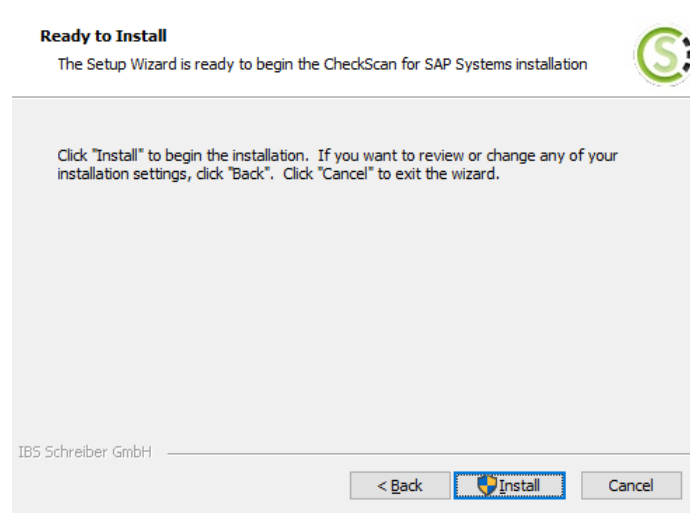 Ready to Install
The Setup Wizard is ready to begin the CheckScan for SAP Systems installation
S
Click "Install" to begin the installation.  If you want to review or change any of your
installation settings, click "Back".  Click "Cancel" to exit the wizard.
IBS Schreiber GmbH
< Back
Install
Cancel